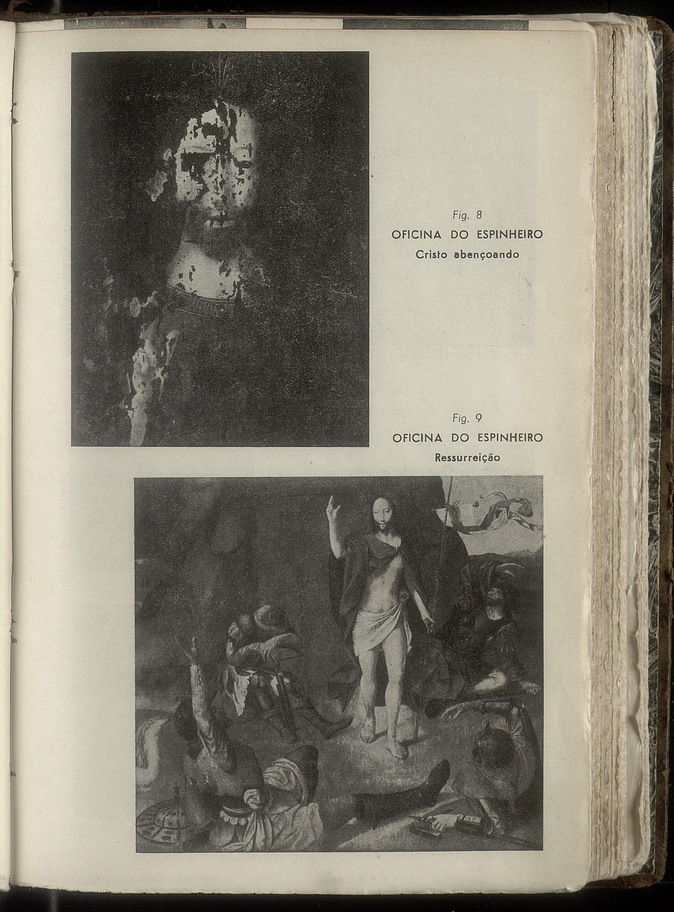 Fig. 8
OFICINA DO ESPINHEIRO
Cristo abençoando
Fig. 9
OFICINA DO ESPINHEIRO
Ressurreição